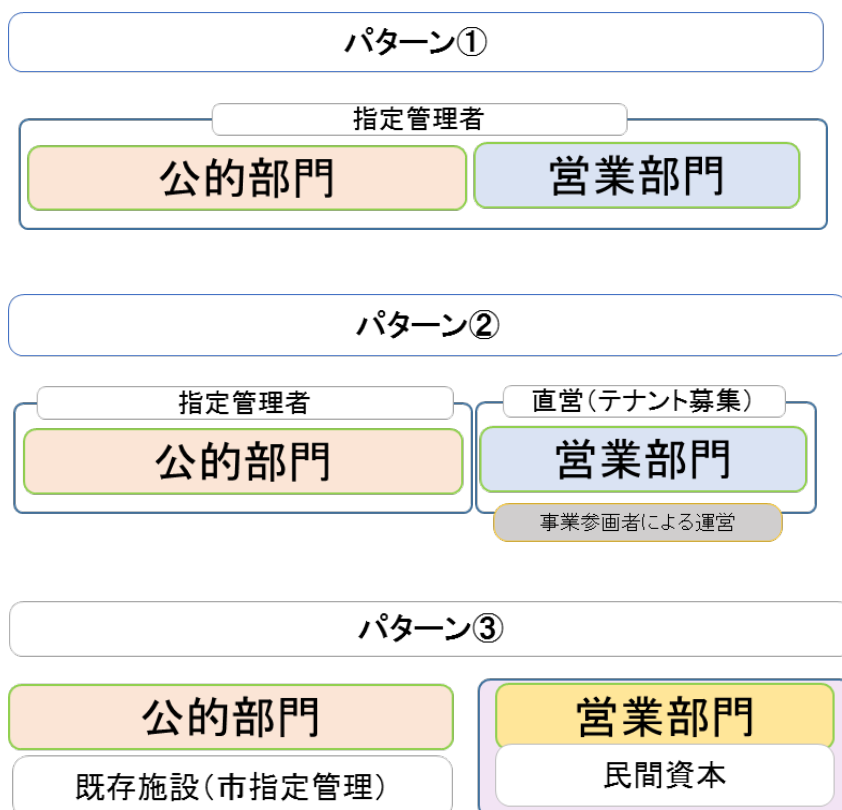 パターン①
指定管理者
公的部門
営業部門
パターン②
指定管理者
直営(テナント募集)
公的部門
営業部門
事業参画者による運営
パターン③
公的部門
営業部門
既存施設(市指定管理)
民間資本